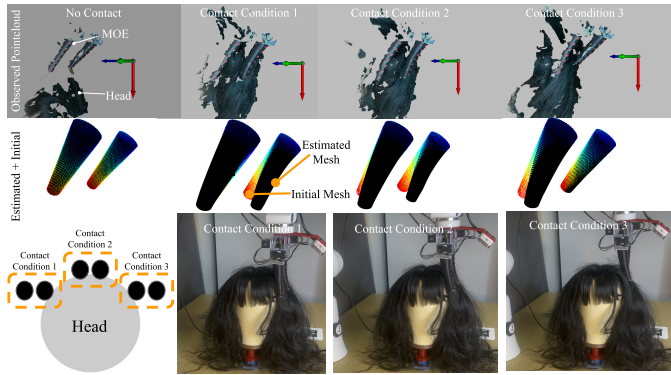 No Contact
Contact Condition 1
Contact Condition 2
Contact Condition 3
Observed Pointcloud
MOE
Head
Estimated + Initial
Estimated
Mesh
Initial Mesh
Contact
Condition 1
Contact
Condition 2
Contact
Condition 3
Head
Contact Condition 1
Contact Condition 2
Contact Condition 3